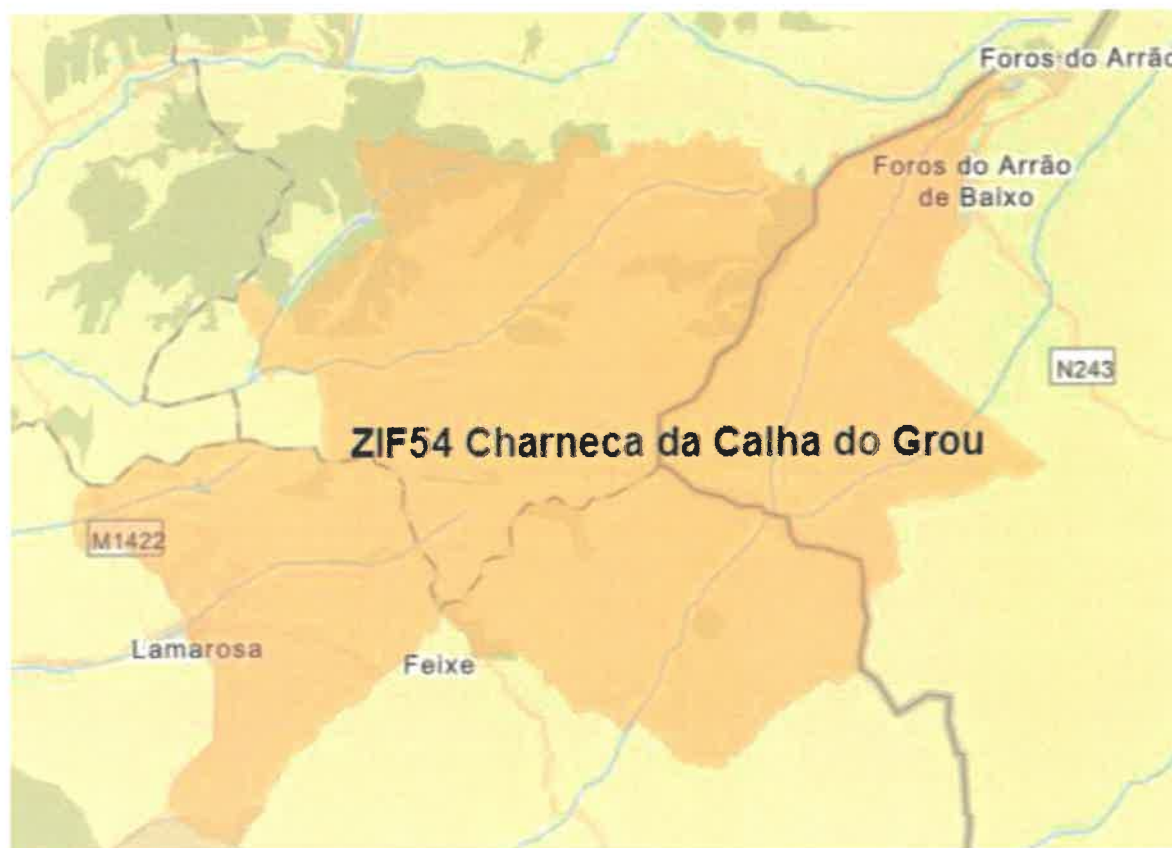 Foros do Arrão
Foros do Arrão
de Baixo
N243
ZIF54 Charneca da Calha do Grou
M1422
Lamarosa
Feixe